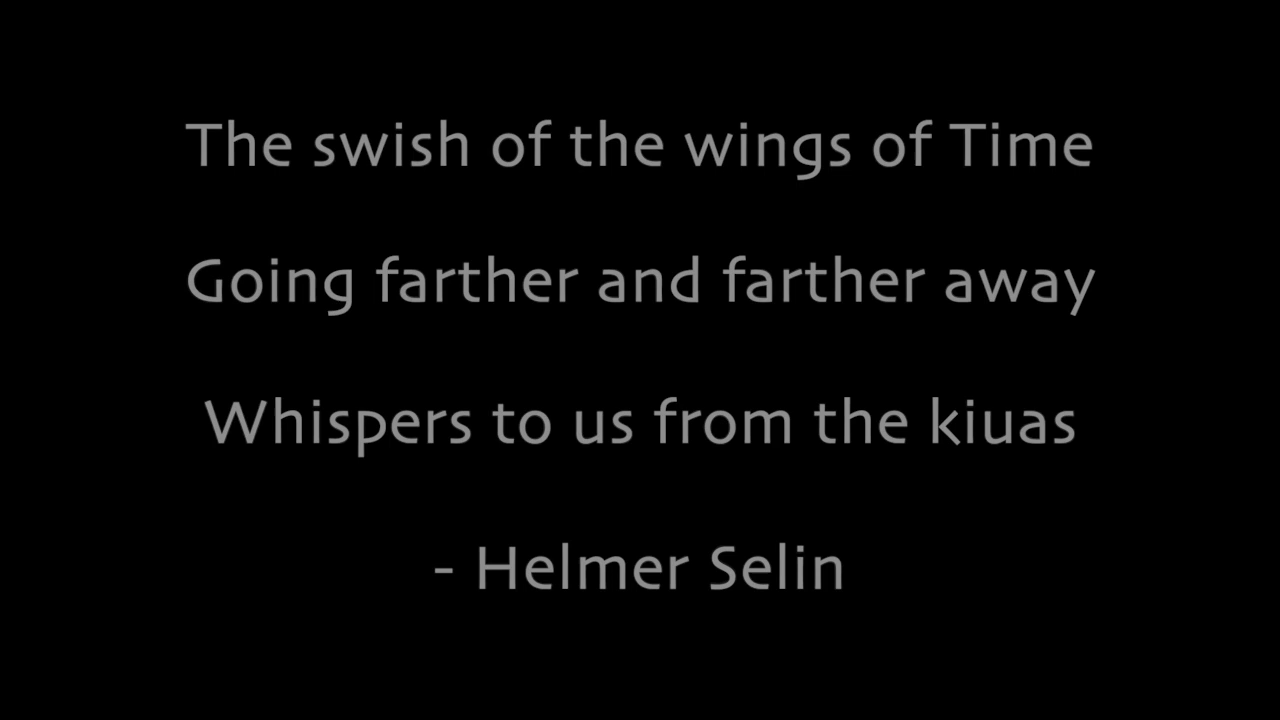 The swish of the wings of Time
Going farther and farther away
Whispers to us from the kiuas
- Helmer Selin